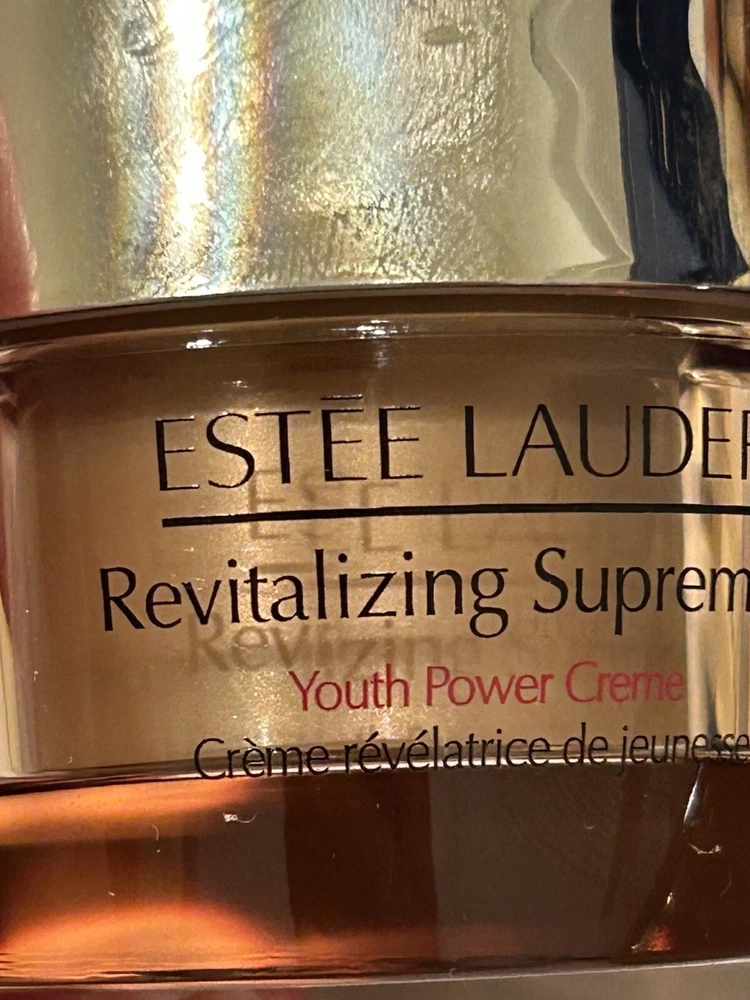 ESTĒE LAUDER
Revitalizing Suprem
Youth Power Creme
Crème révélatrice de jeunesse